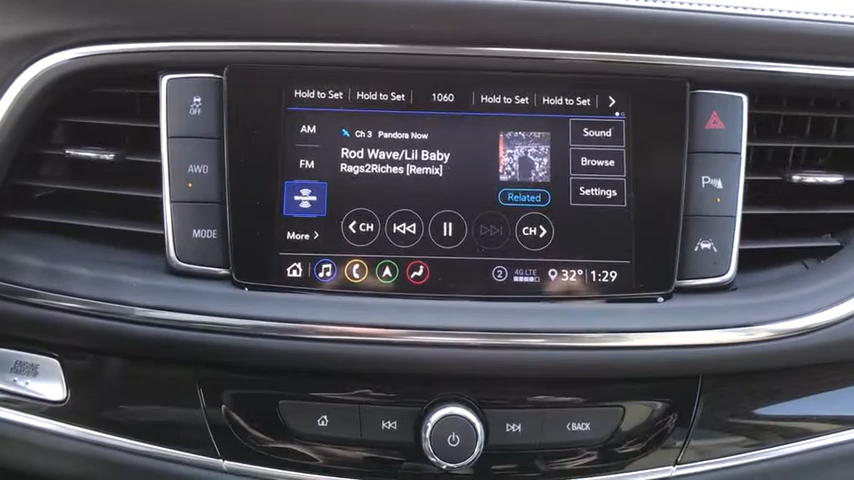 Hold to Set
Hold to Set
1060
Hold to Set
Hold to Set
OFF
AWD
MODE
AM
FM
More
Ch 3 Pandora Now
Rod Wave/Lil Baby
Rags2Riches [Remix]
Related
Sound
Browse
Settings
CH
CH
2
4G LTE
32°
1:29
P
BACK